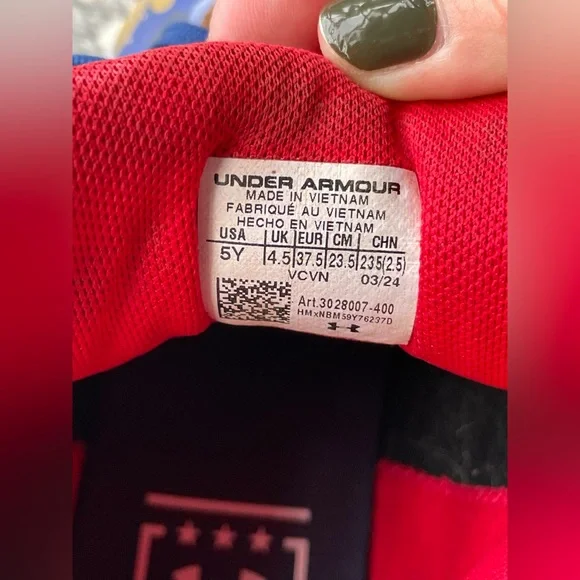 UNDER ARMOUR
MADE IN VIETNAM
FABRIQUÉ AU VIETNAM
HECHO EN VIETNAM
USA UK EUR CM CHN
5Y 4.5 37.5 23.5 235(2.5)
VCVN 03/24
Art.3028007-400
HMxNBM59Y76237D